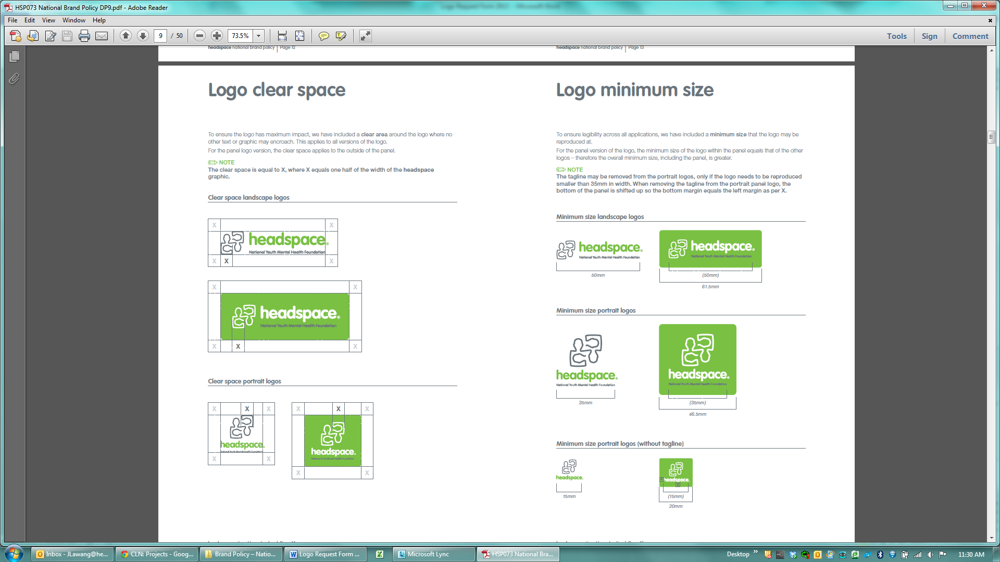 HSP073 National Brand Policy DP9.pdf - Adobe Reader
File Edit View Window Help
9 / 50 73.5% Tools Sign Comment
headspace national brand policy | Page 12
headspace national brand policy | Page 13
Logo clear space
To ensure the logo has maximum impact, we have included a clear area around the logo where no
other text or graphic may encroach. This applies to all versions of the logo.
For the panel logo version, the clear space applies to the outside of the panel.
NOTE
The clear space is equal to X, where X equals one half of the width of the headspace
graphic.
Clear space landscape logos
X X
headspace®
National Youth Mental Health Foundation
X X X
X X
headspace®
National Youth Mental Health Foundation
X X X
Clear space portrait logos
X X X
headspace.
National Youth Mental Health Foundation
X X
X X X
headspace.
National Youth Mental Health Foundation
X X
Logo minimum size
To ensure legibility across all applications, we have included a minimum size that the logo may be
reproduced at.
For the panel version of the logo, the minimum size of the logo within the panel equals that of the other
logos – therefore the overall minimum size, including the panel, is greater.
NOTE
The tagline may be removed from the portrait logos, only if the logo needs to be reproduced
smaller than 35mm in width. When removing the tagline from the portrait panel logo, the
bottom of the panel is shifted up so the bottom margin equals the left margin as per X.
Minimum size landscape logos
headspace®
National Youth Mental Health Foundation
50mm
headspace®
National Youth Mental Health Foundation
(50mm)
61.5mm
Minimum size portrait logos
headspace®
National Youth Mental Health Foundation
35mm
headspace®
National Youth Mental Health Foundation
(35mm)
46.5mm
Minimum size portrait logos (without tagline)
headspace.
15mm
X headspace.
X
(15mm)
20mm
Inbox - JLawang@he... CLN: Projects - Goog... Brand Policy – Natio... Logo Request Form ... Microsoft Lync HSP073 National Bra... Desktop 11:30 AM